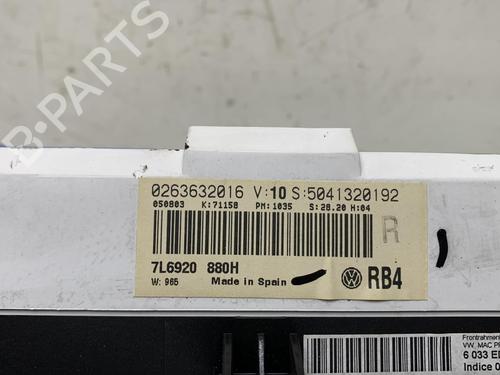 B-PARTS
0263632016 V:10 S:5041320192
050803 K:71158 PM:1035 S:28.20 H:04
R
7L6920 880H
W: 965 Made in Spain
RB4
Frontrahmen
VW, MAC
6 033
Indice